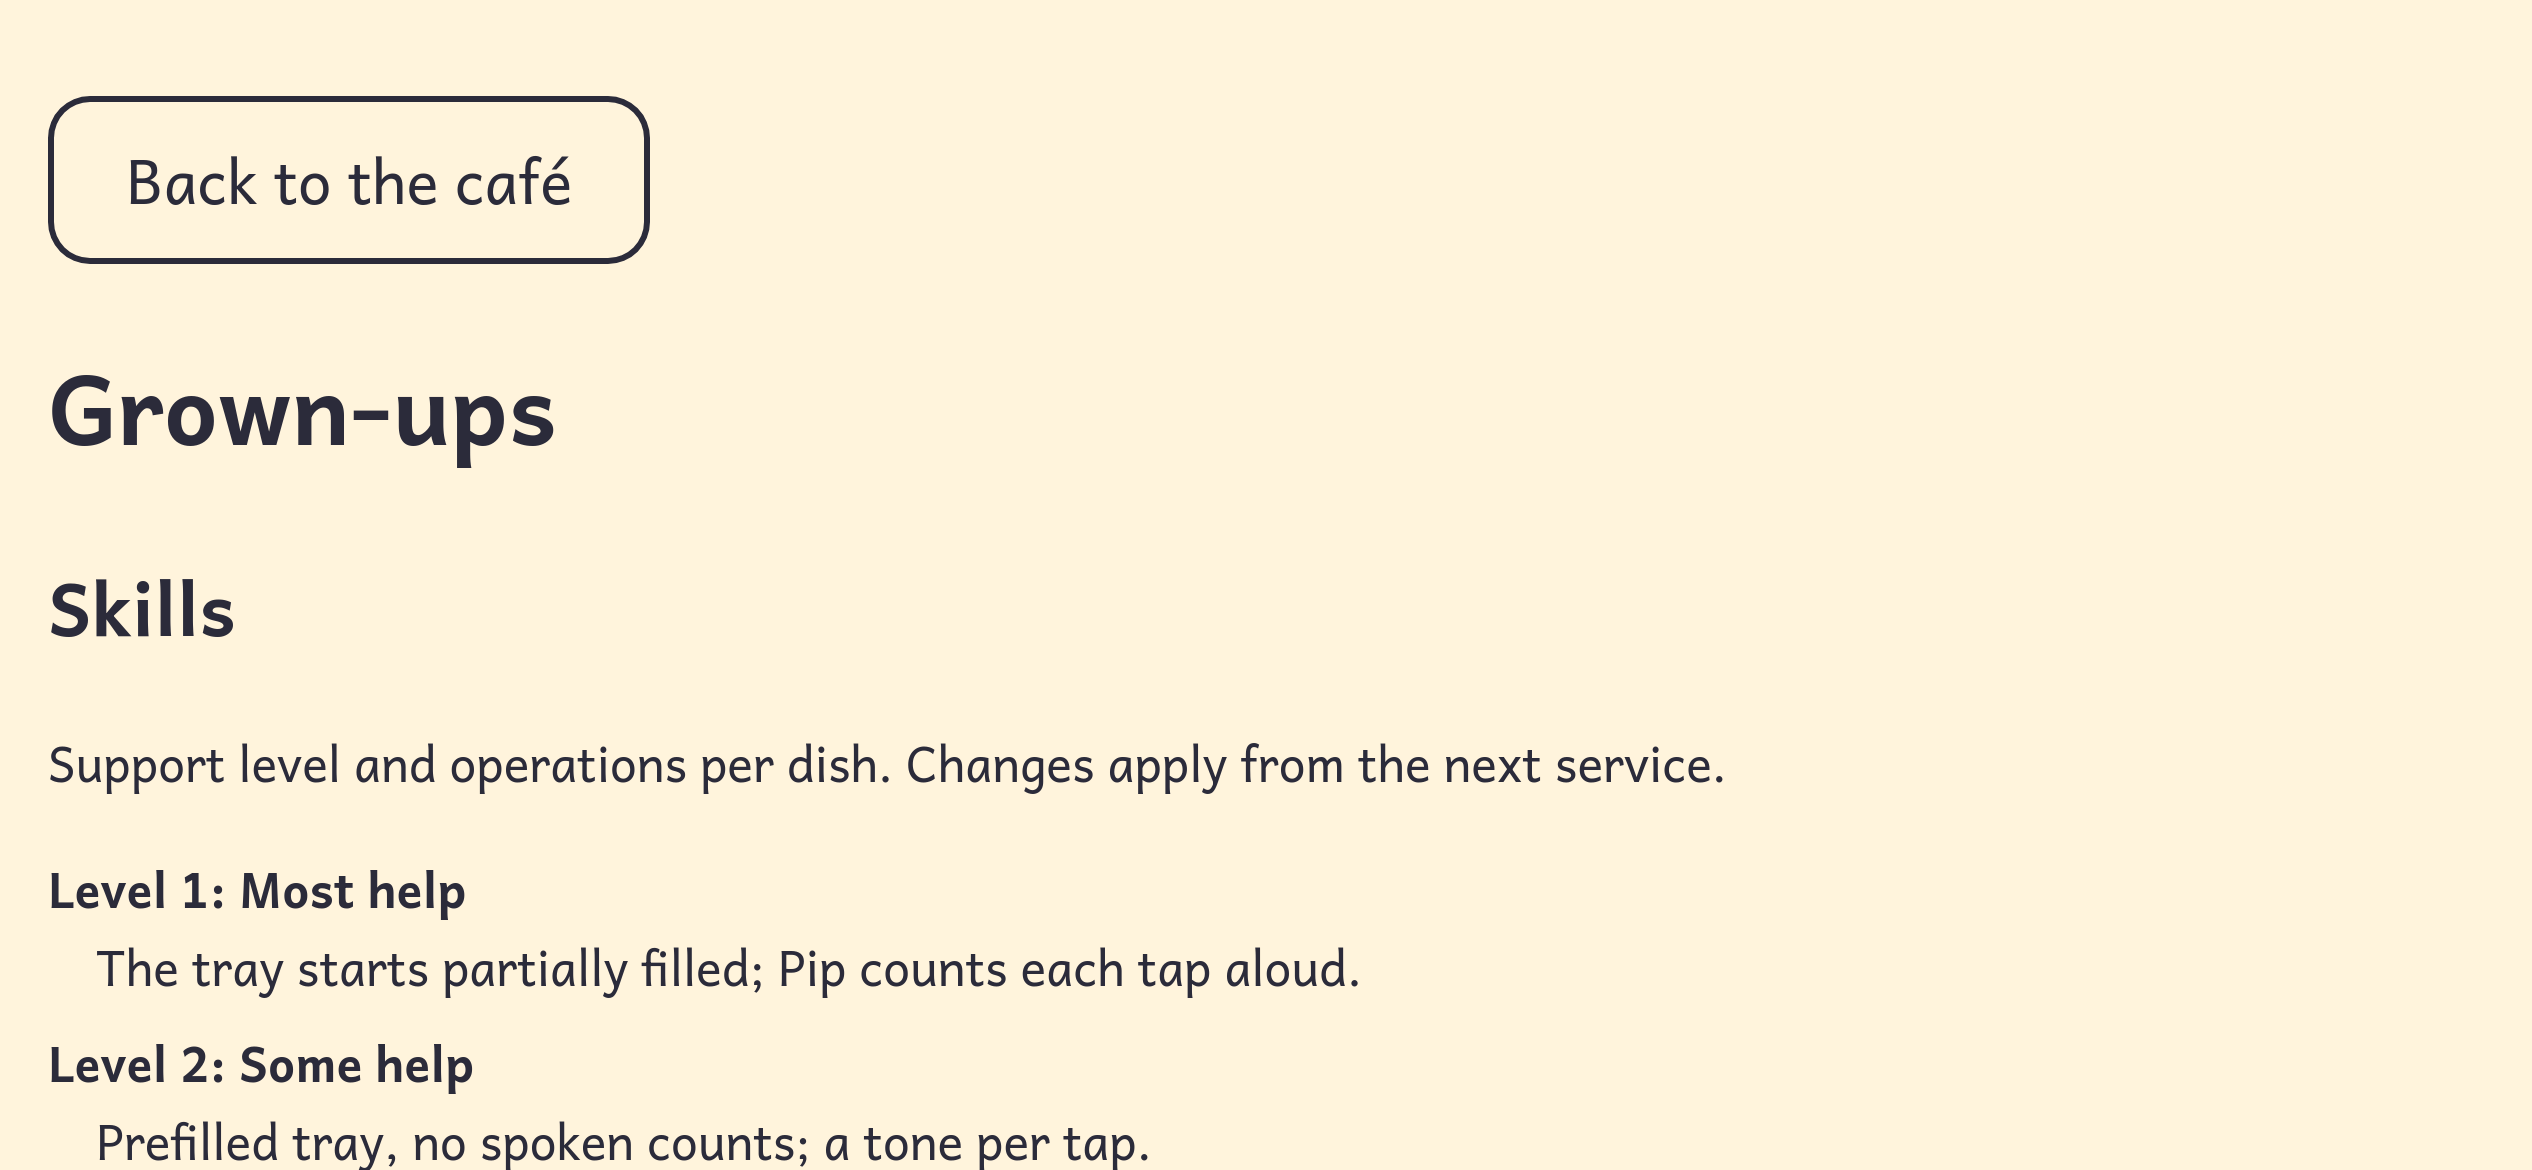 Back to the café
Grown-ups
Skills
Support level and operations per dish. Changes apply from the next service.
Level 1: Most help
The tray starts partially filled; Pip counts each tap aloud.
Level 2: Some help
Prefilled tray, no spoken counts; a tone per tap.